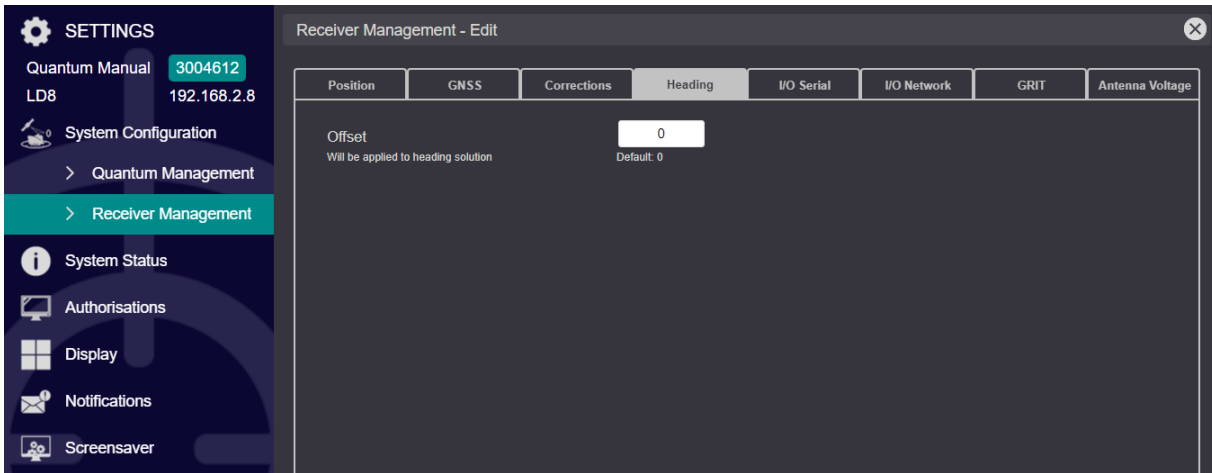 SETTINGS
Quantum Manual 3004612
LD8 192.168.2.8
System Configuration
Quantum Management
Receiver Management
System Status
Authorisations
Display
Notifications
Screensaver
Receiver Management - Edit
Position GNSS Corrections Heading I/O Serial I/O Network GRIT Antenna Voltage
Offset 0
Will be applied to heading solution Default: 0